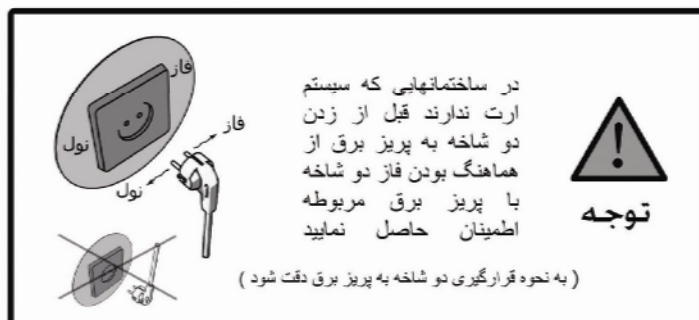 در ساختمانهایی که سیستم
ارت ندارند قبل از زدن
دو شاخه به پریز برق از
هماهنگ بودن فاز دو شاخه
با پریز برق مربوطه
اطمینان حاصل نمایید
( به نحوه قرارگیری دو شاخه به پریز برق دقت شود )
توجه
فاز
نول
فاز
نول